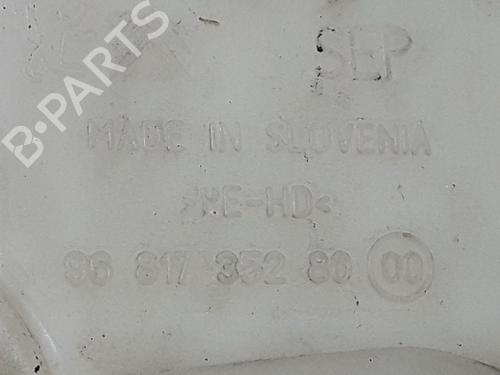 SEP
B-PARTS
MADE IN SLOVENIA
>PE-HD<
96 817 352 80 00